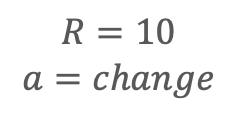 R = 10
a = change